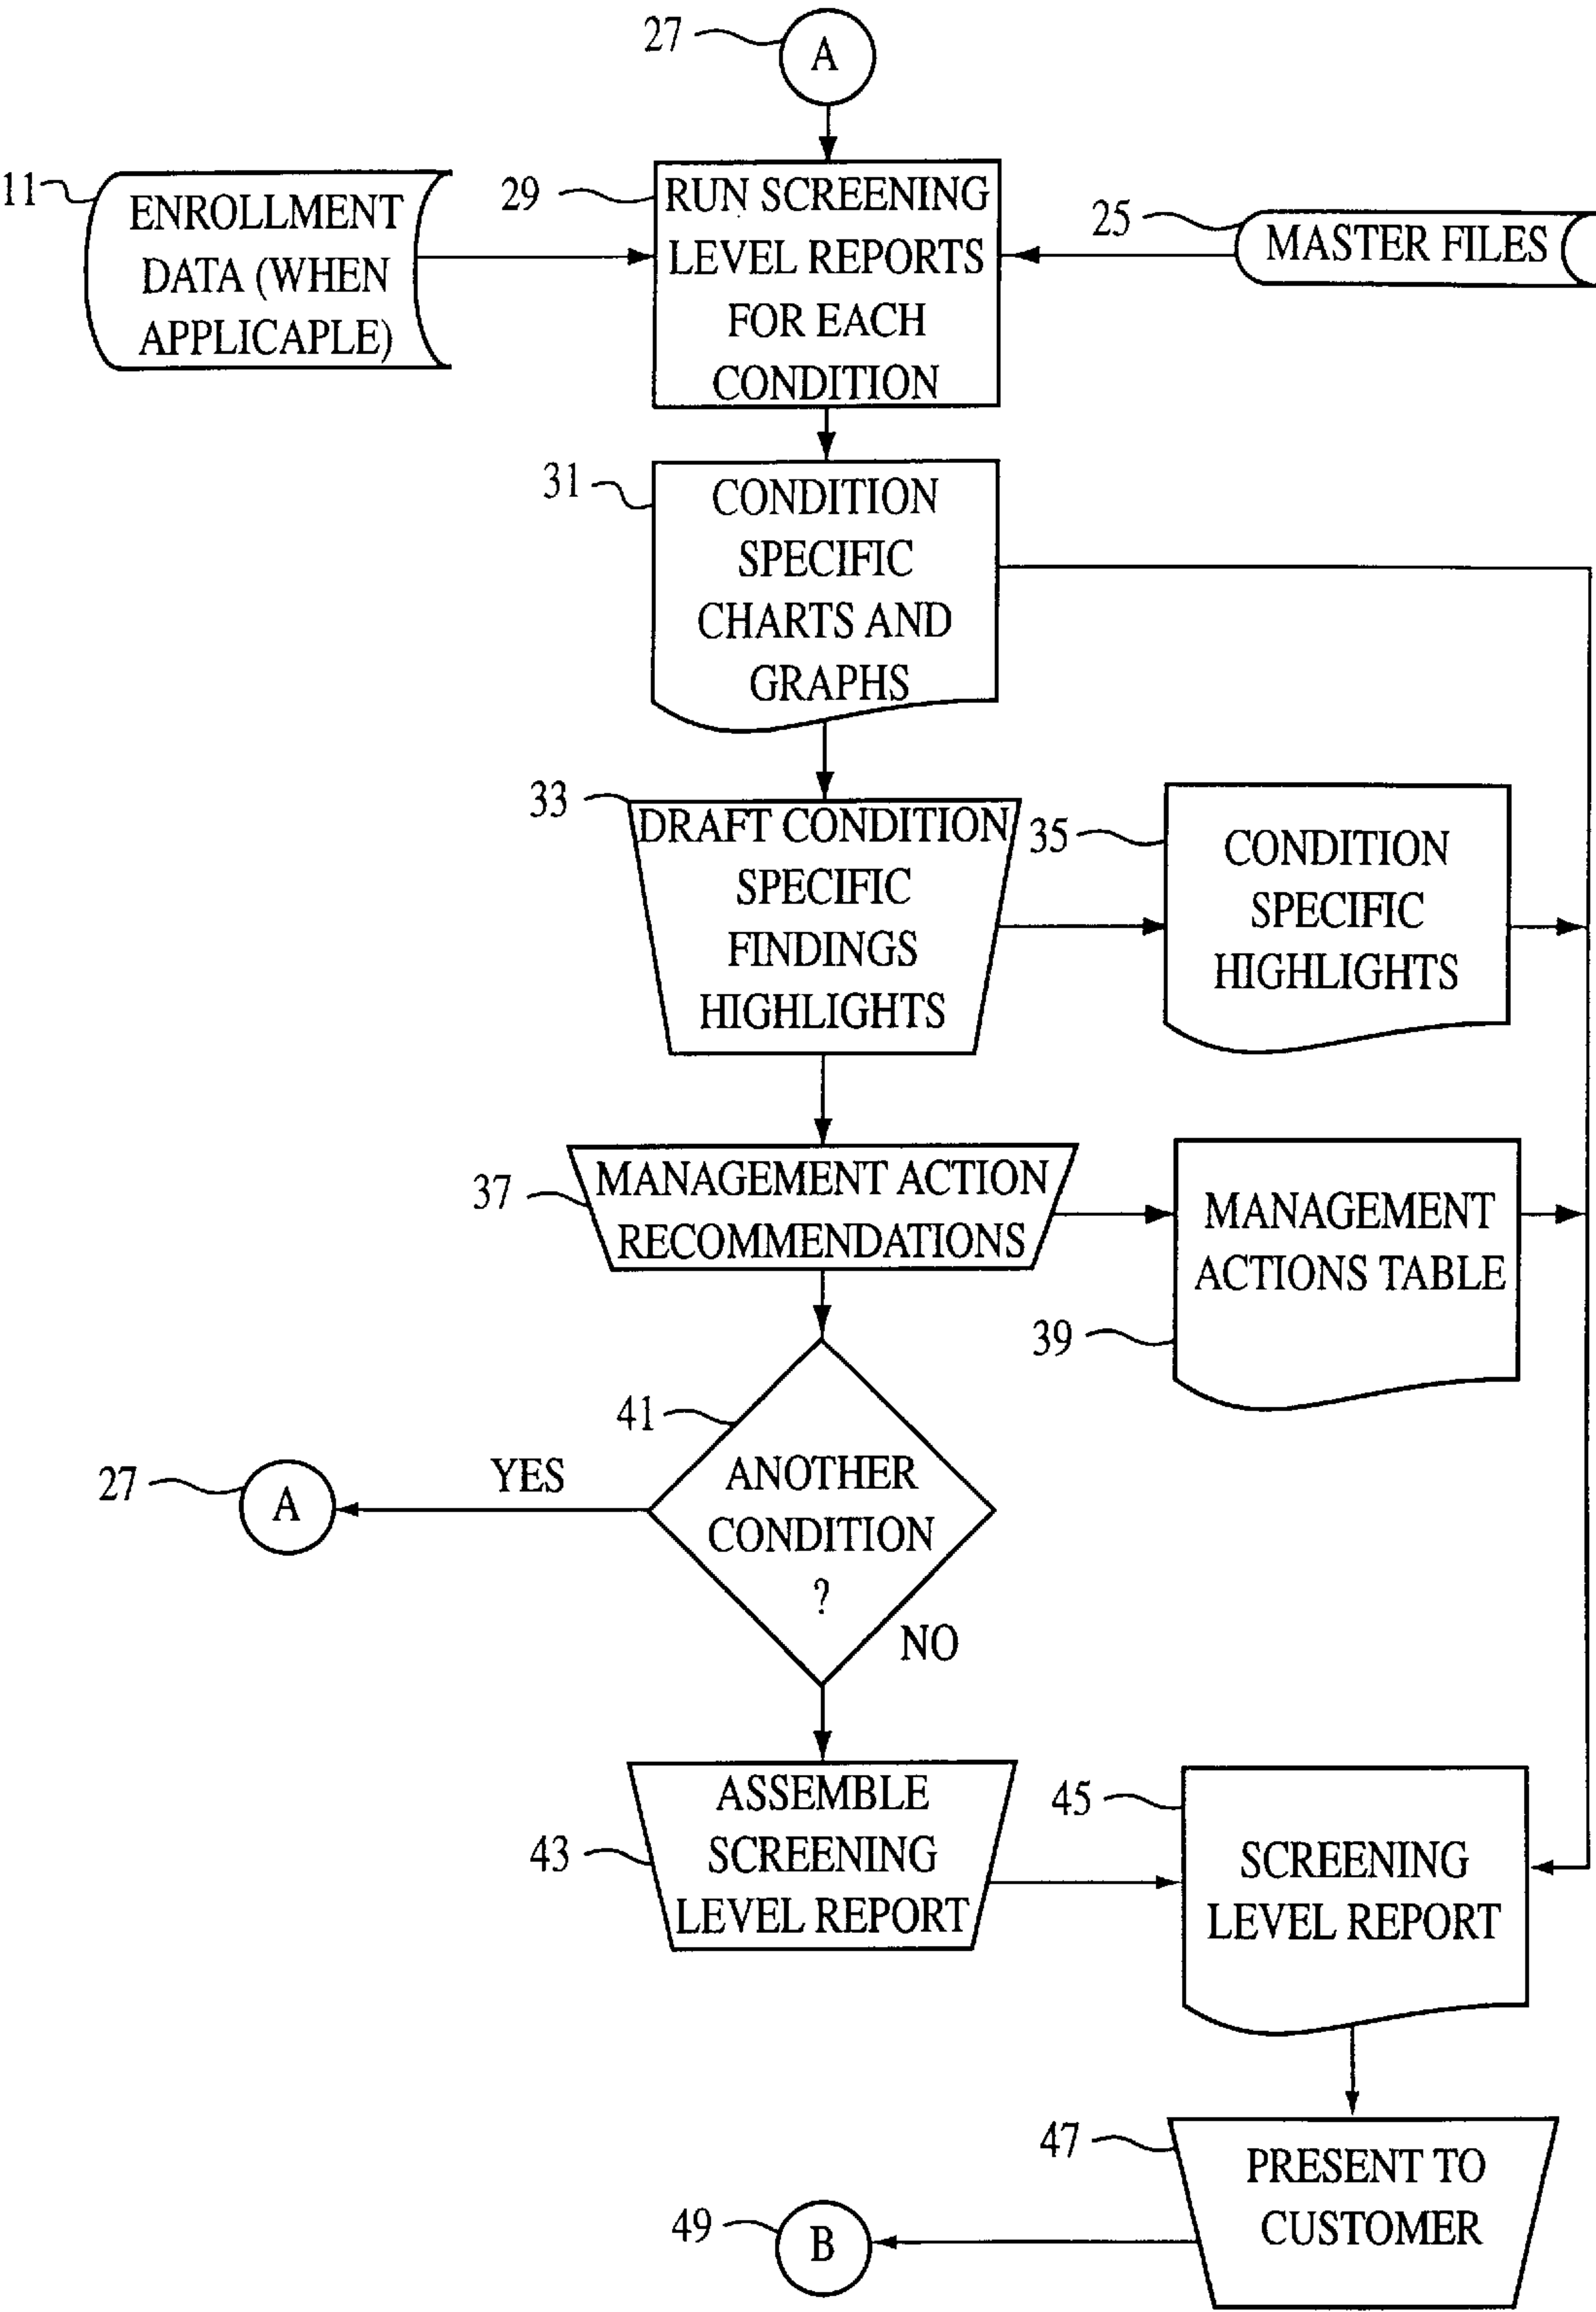 27
A
11
ENROLLMENT
DATA (WHEN
APPLICAPLE)
29
RUN SCREENING
LEVEL REPORTS
FOR EACH
CONDITION
25
MASTER FILES
31
CONDITION
SPECIFIC
CHARTS AND
GRAPHS
33
DRAFT CONDITION
SPECIFIC
FINDINGS
HIGHLIGHTS
35
CONDITION
SPECIFIC
HIGHLIGHTS
37
MANAGEMENT ACTION
RECOMMENDATIONS
MANAGEMENT
ACTIONS TABLE
39
41
ANOTHER
CONDITION
?
YES
27
A
NO
43
ASSEMBLE
SCREENING
LEVEL REPORT
45
SCREENING
LEVEL REPORT
47
PRESENT TO
CUSTOMER
49
B